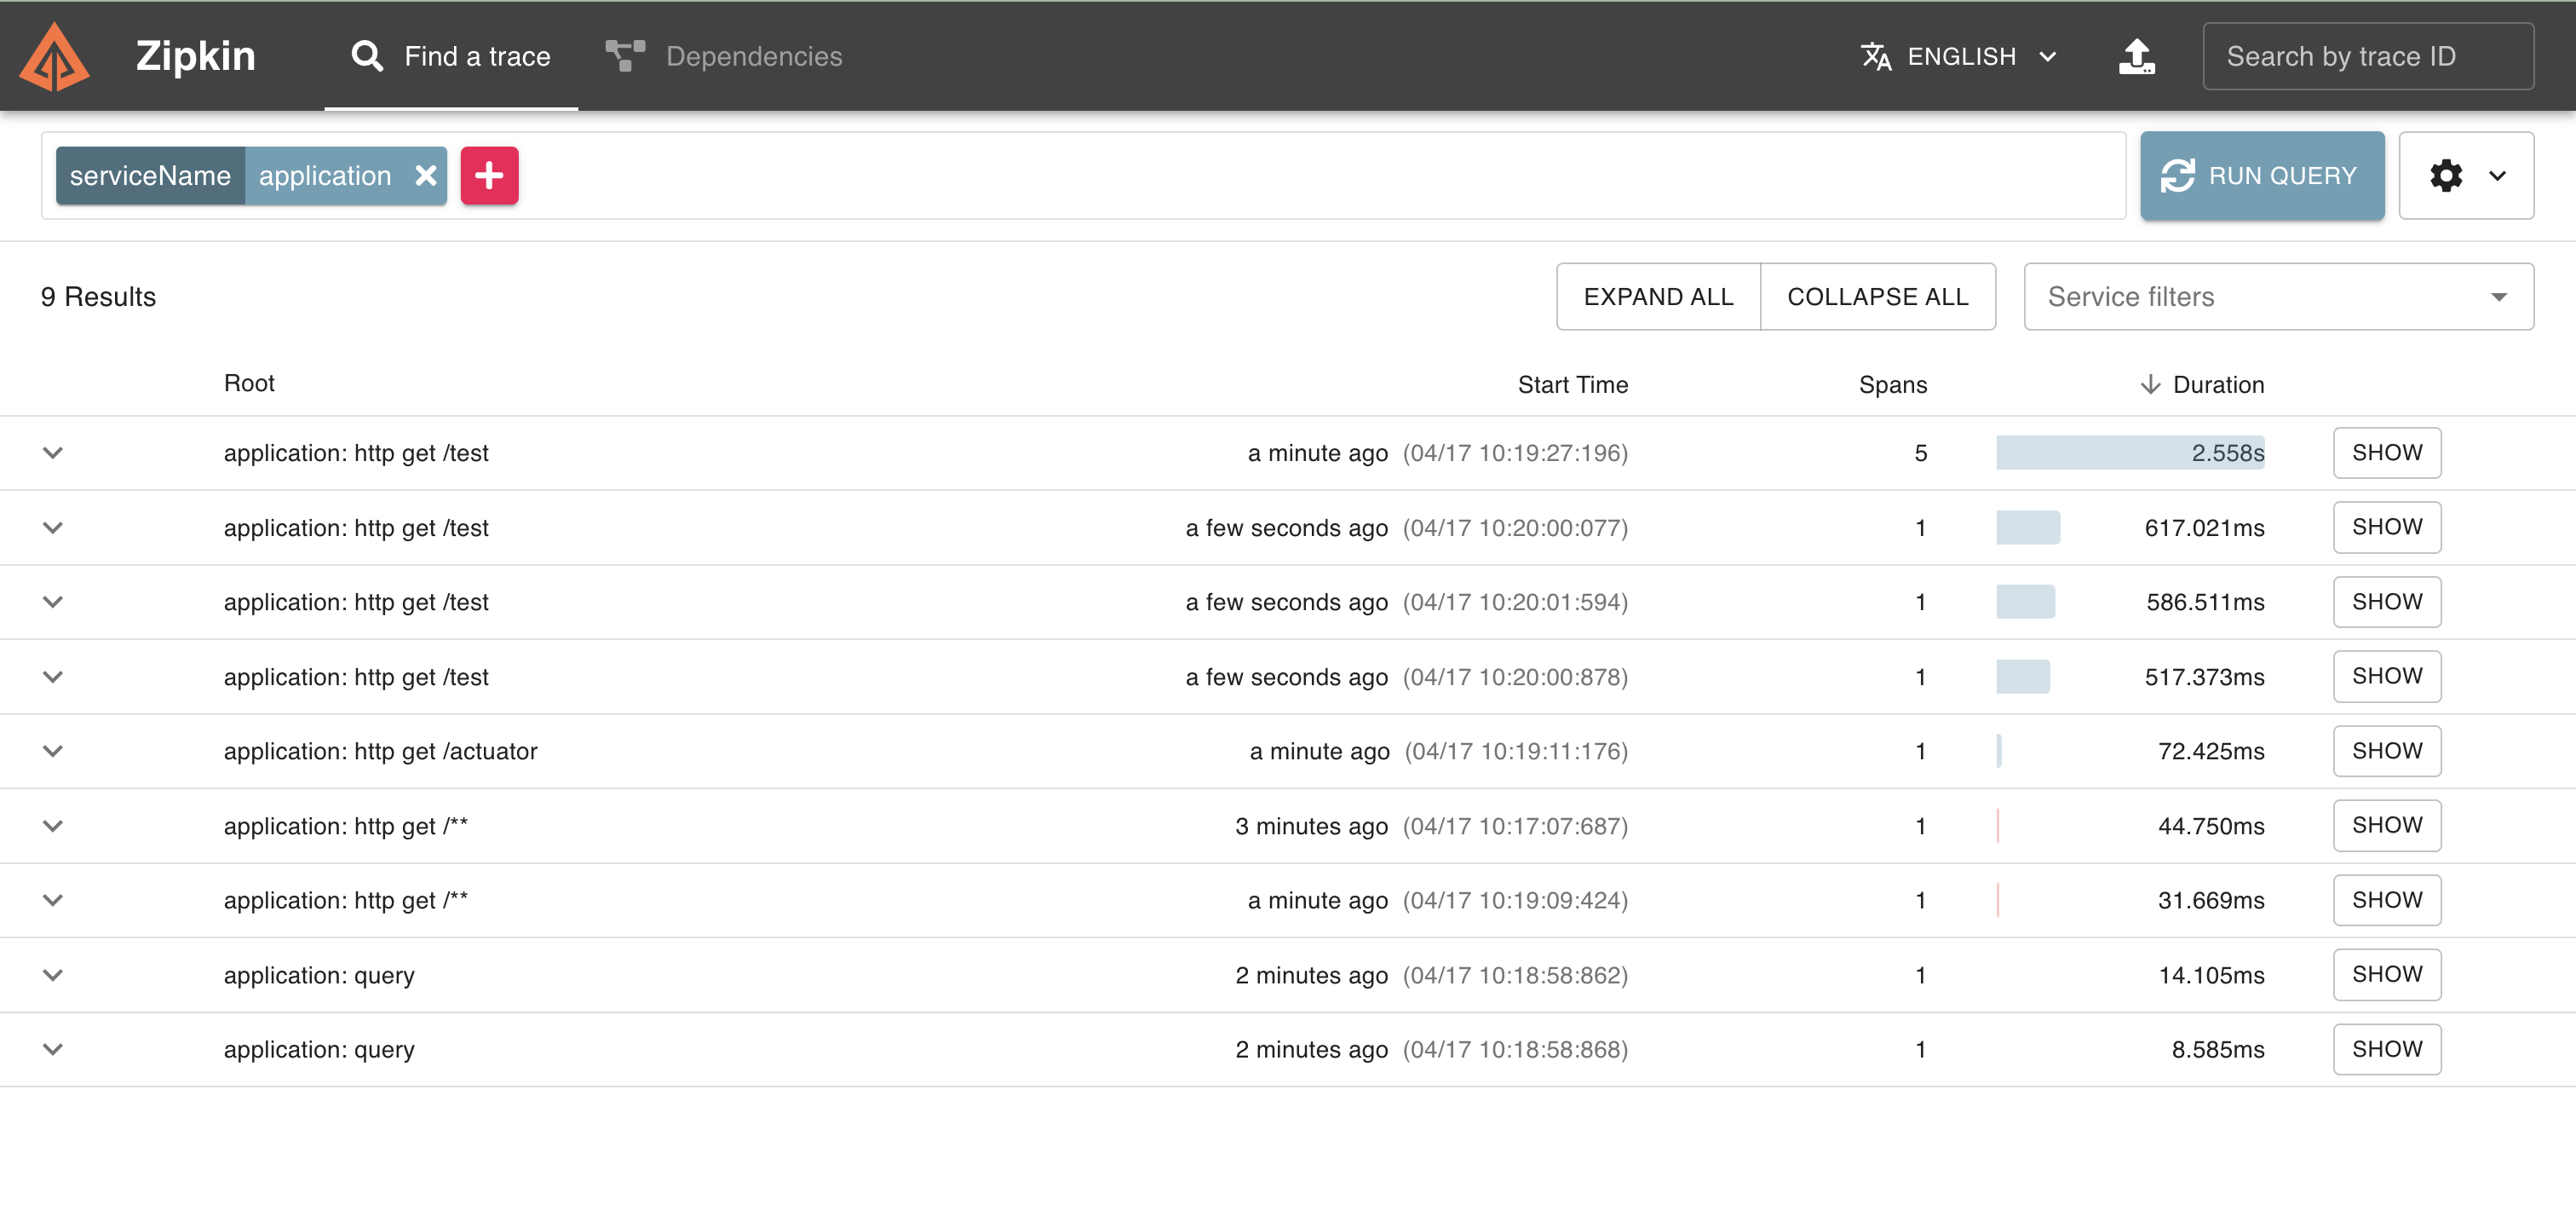 Zipkin Find a trace Dependencies ENGLISH Search by trace ID
serviceName application RUN QUERY
9 Results EXPAND ALL COLLAPSE ALL Service filters
Root Start Time Spans Duration
application: http get /test a minute ago (04/17 10:19:27:196) 5 2.558s SHOW
application: http get /test a few seconds ago (04/17 10:20:00:077) 1 617.021ms SHOW
application: http get /test a few seconds ago (04/17 10:20:01:594) 1 586.511ms SHOW
application: http get /test a few seconds ago (04/17 10:20:00:878) 1 517.373ms SHOW
application: http get /actuator a minute ago (04/17 10:19:11:176) 1 72.425ms SHOW
application: http get /** 3 minutes ago (04/17 10:17:07:687) 1 44.750ms SHOW
application: http get /** a minute ago (04/17 10:19:09:424) 1 31.669ms SHOW
application: query 2 minutes ago (04/17 10:18:58:862) 1 14.105ms SHOW
application: query 2 minutes ago (04/17 10:18:58:868) 1 8.585ms SHOW